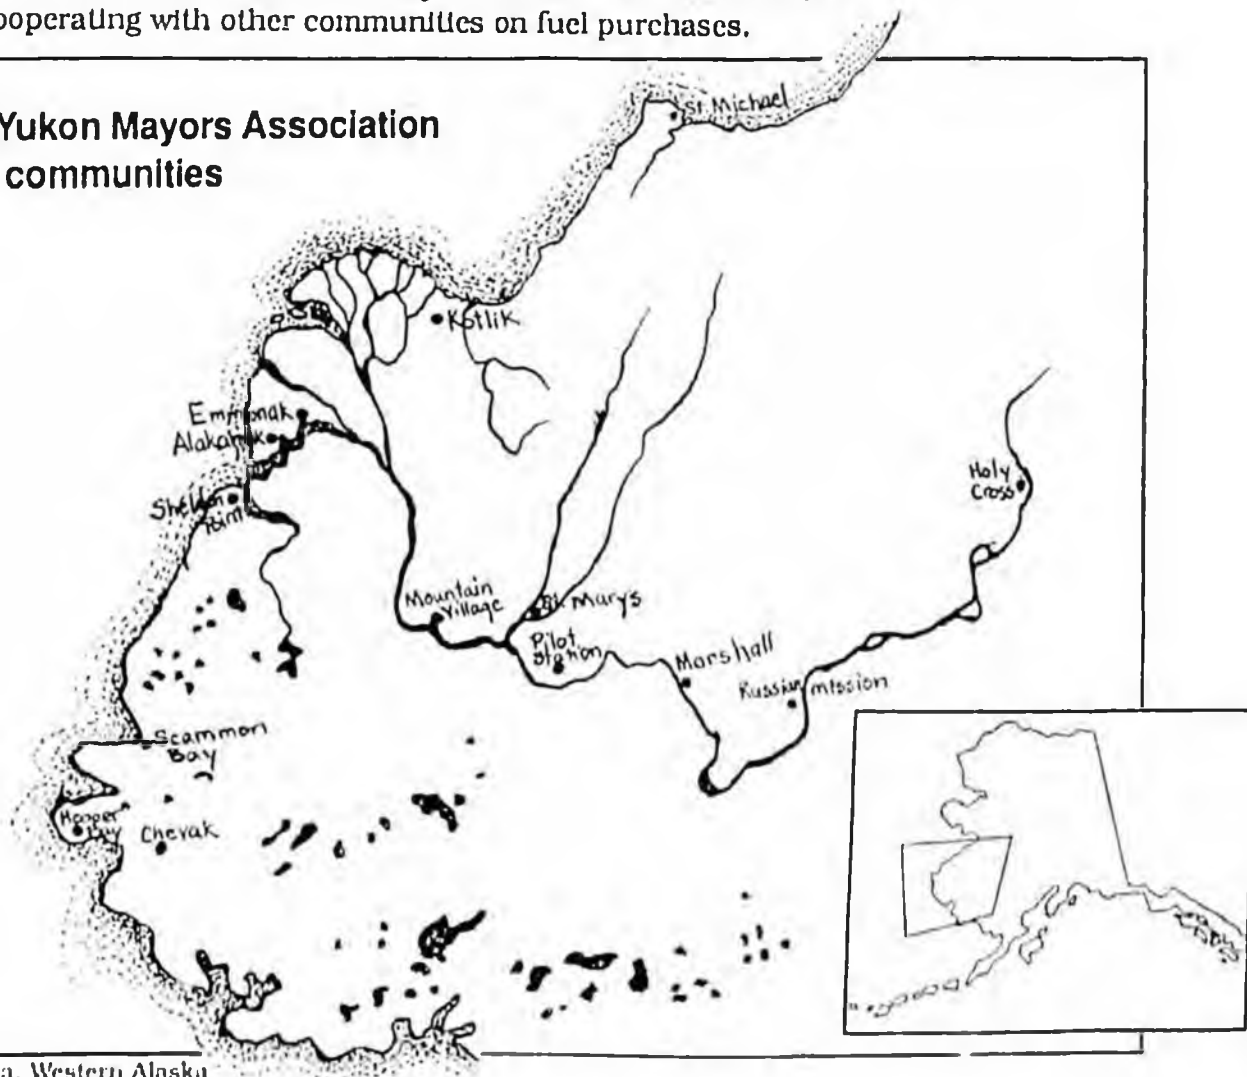 ooperating with other communities on fuel purchases.
Yukon Mayors Association
communities
St. Michael
Kotlik
Emmonak
Alakanuk
Sheldon
Point
Holy
Cross
Mountain
Village
St. Marys
Pilot
Station
Marshall
Russian mission
Scammon
Bay
Hooper
Bay
Chevak
a, Western Alaska